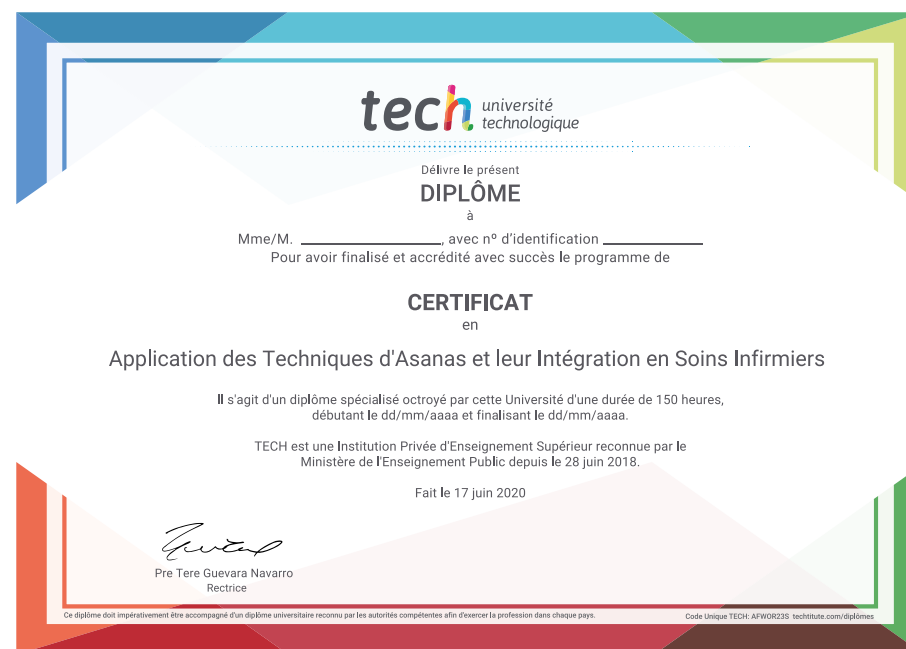 tech université
technologique
Délivre le présent
DIPLÔME
à
Mme/M. ____________________, avec nº d'identification __________________
Pour avoir finalisé et accrédité avec succès le programme de
CERTIFICAT
en
Application des Techniques d'Asanas et leur Intégration en Soins Infirmiers
Il s'agit d'un diplôme spécialisé octroyé par cette Université d'une durée de 150 heures,
débutant le dd/mm/aaaa et finalisant le dd/mm/aaaa.
TECH est une Institution Privée d'Enseignement Supérieur reconnue par le
Ministère de l'Enseignement Public depuis le 28 juin 2018.
Fait le 17 juin 2020
Pre Tere Guevara Navarro
Rectrice
Ce diplôme doit impérativement être accompagné d'un diplôme universitaire reconnu par les autorités compétentes afin d'exercer la profession dans chaque pays.
Code Unique TECH: AFWOR23S techtitute.com/diplômes